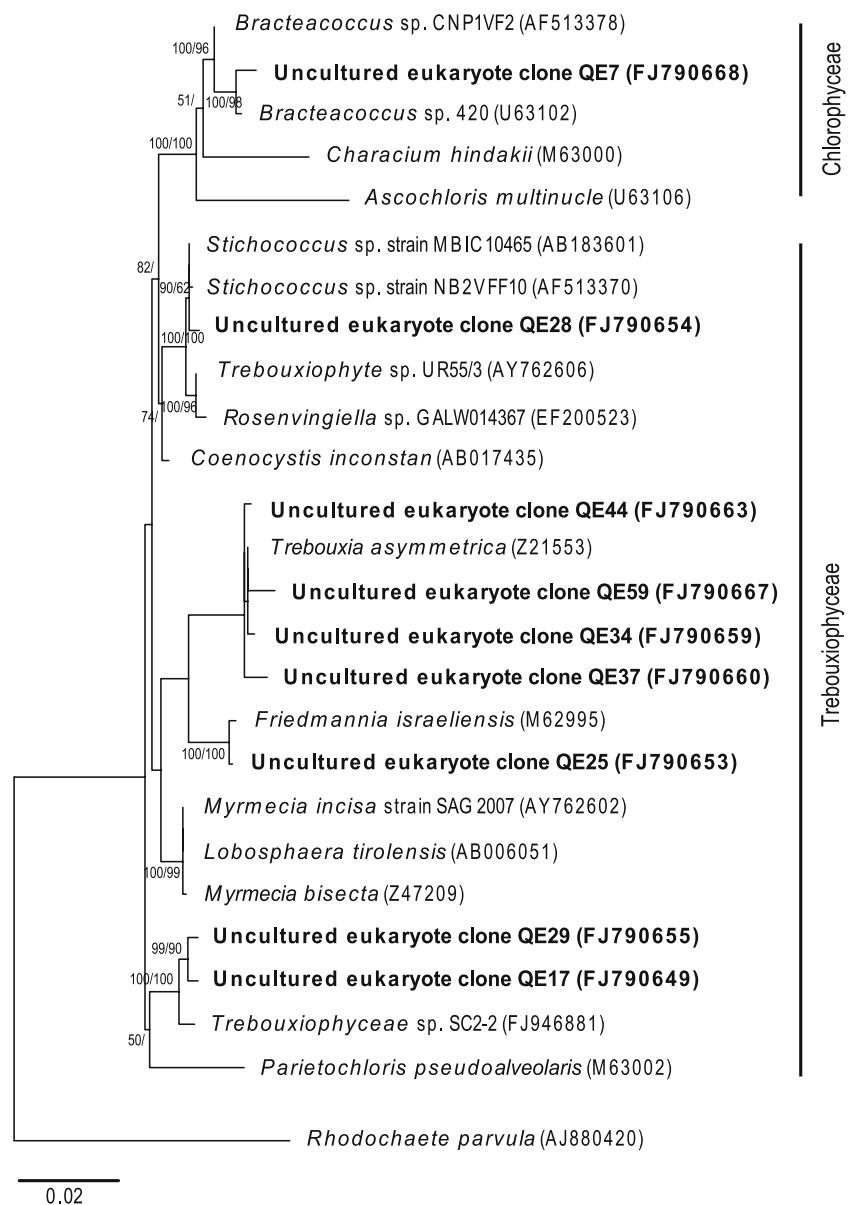 Bracteacoccus sp. CNP1VF2 (AF513378)
100/96
Uncultured eukaryote clone QE7 (FJ790668)
51/
100/98
Bracteacoccus sp. 420 (U63102)
100/100
Characium hindakii (M63000)
Ascochloris multinucle (U63106)
Chlorophyceae
Stichococcus sp. strain MBIC10465 (AB183601)
82/
90/62
Stichococcus sp. strain NB2VFF10 (AF513370)
Uncultured eukaryote clone QE28 (FJ790654)
100/100
Trebouxiophyte sp. UR55/3 (AY762606)
100/96
74/
Rosenvingiella sp. GALW014367 (EF200523)
Coenocystis inconstan (AB017435)
Uncultured eukaryote clone QE44 (FJ790663)
Trebouxia asymmetrica (Z21553)
Uncultured eukaryote clone QE59 (FJ790667)
Uncultured eukaryote clone QE34 (FJ790659)
Uncultured eukaryote clone QE37 (FJ790660)
Trebouxiophyceae
Friedmannia israeliensis (M62995)
100/100
Uncultured eukaryote clone QE25 (FJ790653)
Myrmecia incisa strain SAG 2007 (AY762602)
Lobosphaera tirolensis (AB006051)
100/99
Myrmecia bisecta (Z47209)
Uncultured eukaryote clone QE29 (FJ790655)
99/90
100/100
Uncultured eukaryote clone QE17 (FJ790649)
Trebouxiophyceae sp. SC2-2 (FJ946881)
50/
Parietochloris pseudoalveolaris (M63002)
Rhodochaete parvula (AJ880420)
0.02